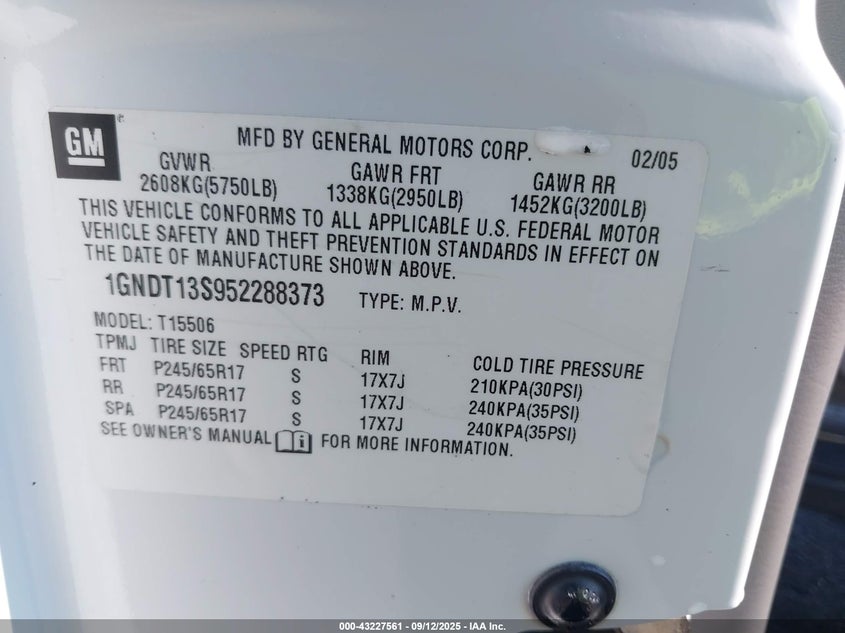 GM
MFD BY GENERAL MOTORS CORP. 02/05
GVWR GAWR FRT GAWR RR
2608KG(5750LB) 1338KG(2950LB) 1452KG(3200LB)
THIS VEHICLE CONFORMS TO ALL APPLICABLE U.S. FEDERAL MOTOR
VEHICLE SAFETY AND THEFT PREVENTION STANDARDS IN EFFECT ON
THE DATE OF MANUFACTURE SHOWN ABOVE.
1GNDT13S952288373 TYPE: M.P.V.
MODEL: T15506
TPMJ TIRE SIZE SPEED RTG RIM COLD TIRE PRESSURE
FRT P245/65R17 S 17X7J 210KPA(30PSI)
RR P245/65R17 S 17X7J 240KPA(35PSI)
SPA P245/65R17 S 17X7J 240KPA(35PSI)
SEE OWNER'S MANUAL i FOR MORE INFORMATION.
000-43227561 - 09/12/2025 - IAA Inc.